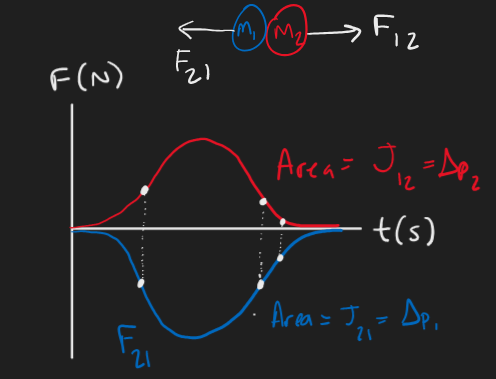 M₁ M₂
F₁₂
F₂₁
F(N)
Area = J₁₂ = Δp₂
t(s)
Area = J₂₁ = Δp₁
F₂₁